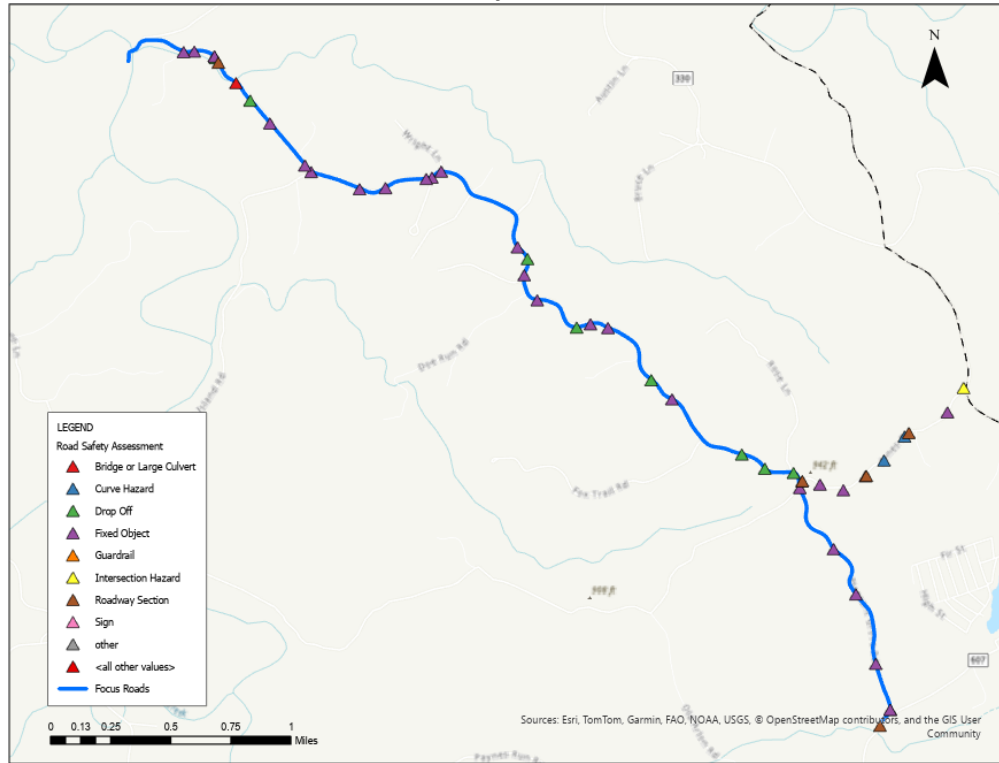 N
330
Austin Ln
Wright Ln
Bruce Ln
Island Rd
Doe Run Rd
Rose Ln
942 ft
Fox Trail Rd
998 ft
Fir St
High St
607
LEGEND
Road Safety Assessment
Bridge or Large Culvert
Curve Hazard
Drop Off
Fixed Object
Guardrail
Intersection Hazard
Roadway Section
Sign
other
<all other values>
Focus Roads
0 0.13 0.25 0.5 0.75 1
Miles
Sources: Esri, TomTom, Garmin, FAO, NOAA, USGS, © OpenStreetMap contributors, and the GIS User
Community
Paynes Run